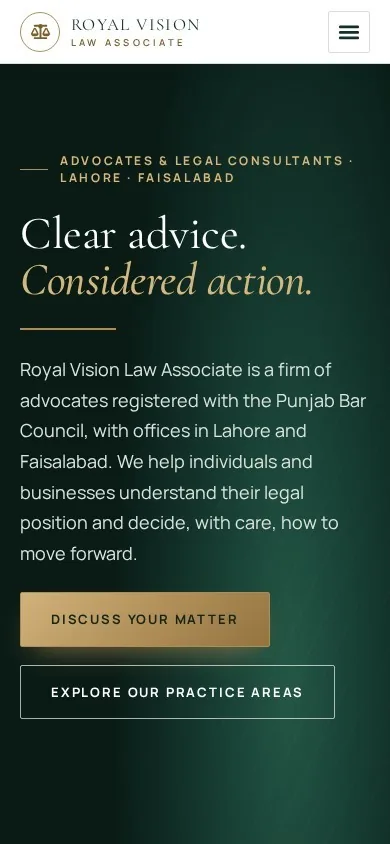 ROYAL VISION
LAW ASSOCIATE
ADVOCATES & LEGAL CONSULTANTS ·
LAHORE · FAISALABAD
Clear advice.
Considered action.
Royal Vision Law Associate is a firm of
advocates registered with the Punjab Bar
Council, with offices in Lahore and
Faisalabad. We help individuals and
businesses understand their legal
position and decide, with care, how to
move forward.
DISCUSS YOUR MATTER
EXPLORE OUR PRACTICE AREAS